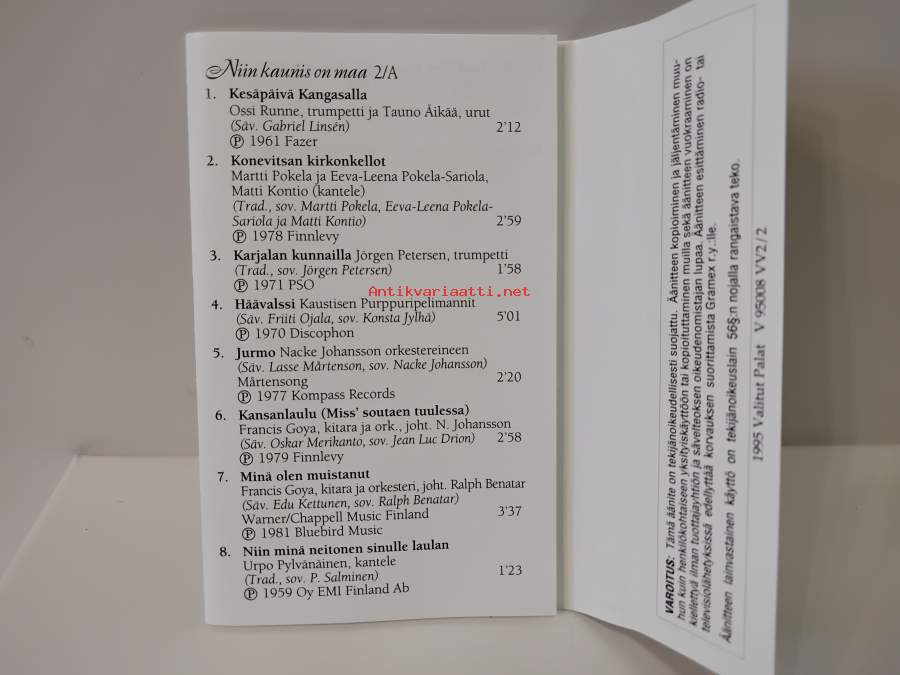 Niin kaunis on maa 2/A
1. Kesäpäivä Kangasalla
Ossi Runne, trumpetti ja Tauno Äikää, urut
(Säv. Gabriel Linsén) 2'12
℗ 1961 Fazer
2. Konevitsan kirkonkellot
Martti Pokela ja Eeva-Leena Pokela-Sariola,
Matti Kontio (kantele)
(Trad., sov. Martti Pokela, Eeva-Leena Pokela-
Sariola ja Matti Kontio) 2'59
℗ 1978 Finnlevy
3. Karjalan kunnailla Jörgen Petersen, trumpetti
(Trad., sov. Jörgen Petersen) 1'58
℗ 1971 PSO
Antikvariaatti.net
4. Häävalssi Kaustisen Purppuripelimannit
(Säv. Friiti Ojala, sov. Konsta Jylhä) 5'01
℗ 1970 Discophon
5. Jurmo Nacke Johansson orkestereineen
(Säv. Lasse Mårtenson, sov. Nacke Johansson)
Mårtensong 2'20
℗ 1977 Kompass Records
6. Kansanlaulu (Miss' soutaen tuulessa)
Francis Goya, kitara ja ork., joht. N. Johansson
(Säv. Oskar Merikanto, sov. Jean Luc Drion) 2'58
℗ 1979 Finnlevy
7. Minä olen muistanut
Francis Goya, kitara ja orkesteri, joht. Ralph Benatar
(Säv. Edu Kettunen, sov. Ralph Benatar)
Warner/Chappell Music Finland 3'37
℗ 1981 Bluebird Music
8. Niin minä neitonen sinulle laulan
Urpo Pylvänäinen, kantele
(Trad., sov. P. Salminen) 1'23
℗ 1959 Oy EMI Finland Ab
VAROITUS: Tämä äänite on tekijänoikeudellisesti suojattu. Äänitteen kopioiminen ja jäljentäminen muu-
hun kuin henkilökohtaiseen yksityiskäyttöön tai kopioituttaminen muilla sekä äänitteen vuokraaminen on
kiellettyä ilman tuottajayhtiön ja sävelteoksen oikeudenomistajan lupaa. Äänitteen esittäminen radio- tai
televisiolähetyksissä edellyttää korvauksen suorittamista Gramex r.y.:lle.
Äänitteen lainvastainen käyttö on tekijänoikeuslain 56§:n nojalla rangaistava teko.
1995 Valitut Palat V 95008 VV2/2